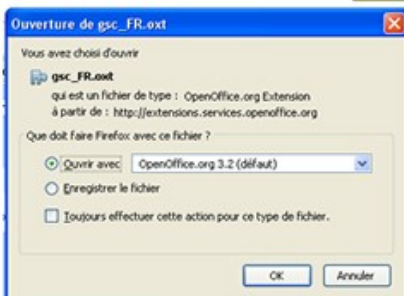 Ouverture de gsc_FR.oxt
Vous avez choisi d'ouvrir
gsc_FR.oxt
qui est un fichier de type : OpenOffice.org Extension
à partir de : http://extensions.services.openoffice.org
Que doit faire Firefox avec ce fichier ?
Ouvrir avec OpenOffice.org 3.2 (défaut)
Enregistrer le fichier
Toujours effectuer cette action pour ce type de fichier.
OK Annuler